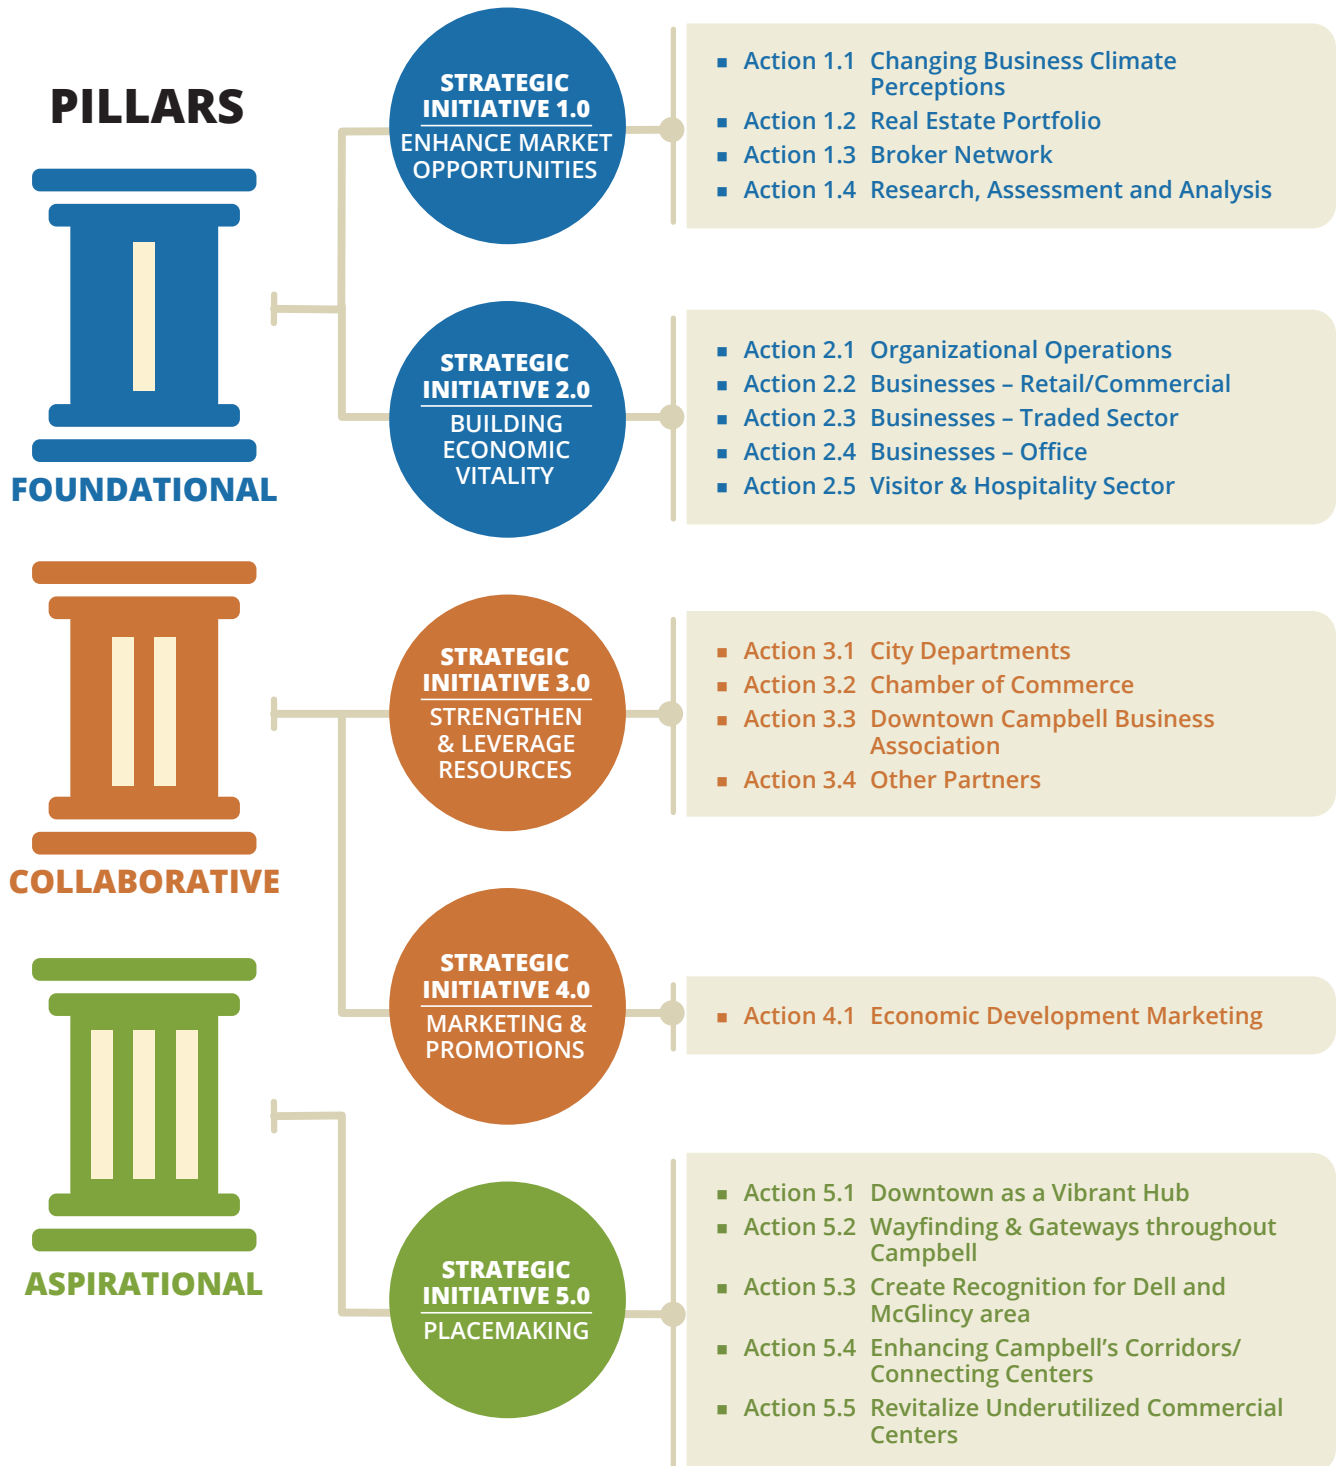 PILLARS
FOUNDATIONAL
STRATEGIC
INITIATIVE 1.0
ENHANCE MARKET
OPPORTUNITIES
▪ Action 1.1 Changing Business Climate
Perceptions
▪ Action 1.2 Real Estate Portfolio
▪ Action 1.3 Broker Network
▪ Action 1.4 Research, Assessment and Analysis
STRATEGIC
INITIATIVE 2.0
BUILDING
ECONOMIC
VITALITY
▪ Action 2.1 Organizational Operations
▪ Action 2.2 Businesses – Retail/Commercial
▪ Action 2.3 Businesses – Traded Sector
▪ Action 2.4 Businesses – Office
▪ Action 2.5 Visitor & Hospitality Sector
COLLABORATIVE
STRATEGIC
INITIATIVE 3.0
STRENGTHEN
& LEVERAGE
RESOURCES
▪ Action 3.1 City Departments
▪ Action 3.2 Chamber of Commerce
▪ Action 3.3 Downtown Campbell Business
Association
▪ Action 3.4 Other Partners
STRATEGIC
INITIATIVE 4.0
MARKETING &
PROMOTIONS
▪ Action 4.1 Economic Development Marketing
ASPIRATIONAL
STRATEGIC
INITIATIVE 5.0
PLACEMAKING
▪ Action 5.1 Downtown as a Vibrant Hub
▪ Action 5.2 Wayfinding & Gateways throughout
Campbell
▪ Action 5.3 Create Recognition for Dell and
McGlincy area
▪ Action 5.4 Enhancing Campbell’s Corridors/
Connecting Centers
▪ Action 5.5 Revitalize Underutilized Commercial
Centers